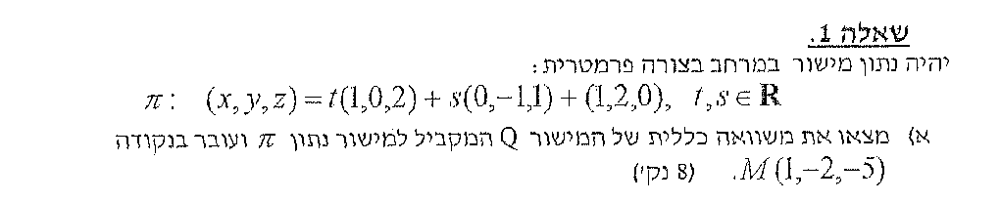 שאלה 1.
יהיה נתון מישור במרחב בצורה פרמטרית:
π: (x, y, z) = t(1,0,2) + s(0,−1,1) + (1,2,0), t, s ∈ R
א) מצאו את משוואה כללית של המישור Q המקביל למישור נתון π ועובר בנקודה
M(1,−2,−5). (8 נק')